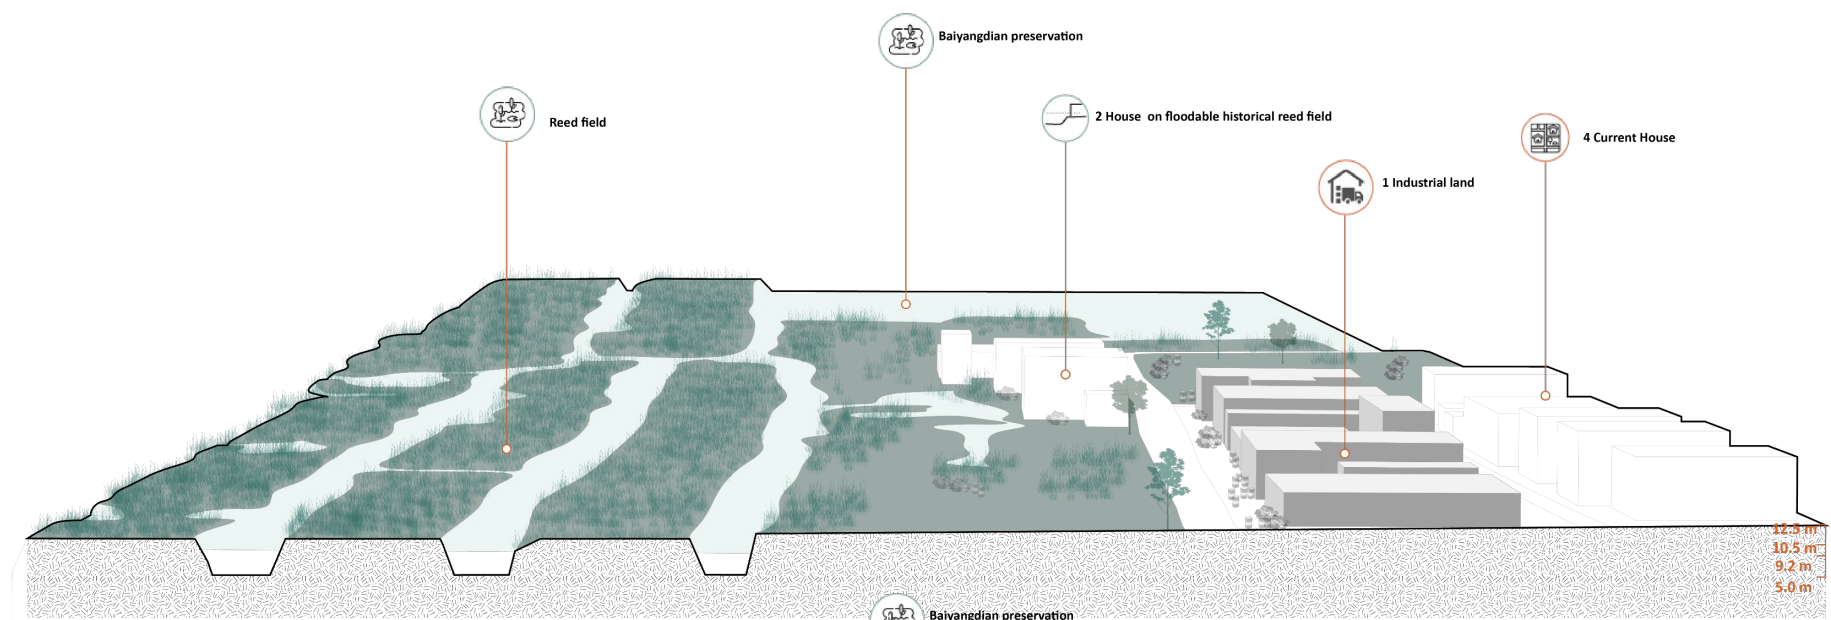 Baiyangdian preservation
Reed field
2 House on floodable historical reed field
4 Current House
1 Industrial land
12.5 m
10.5 m
9.2 m
5.0 m
Baiyangdian preservation